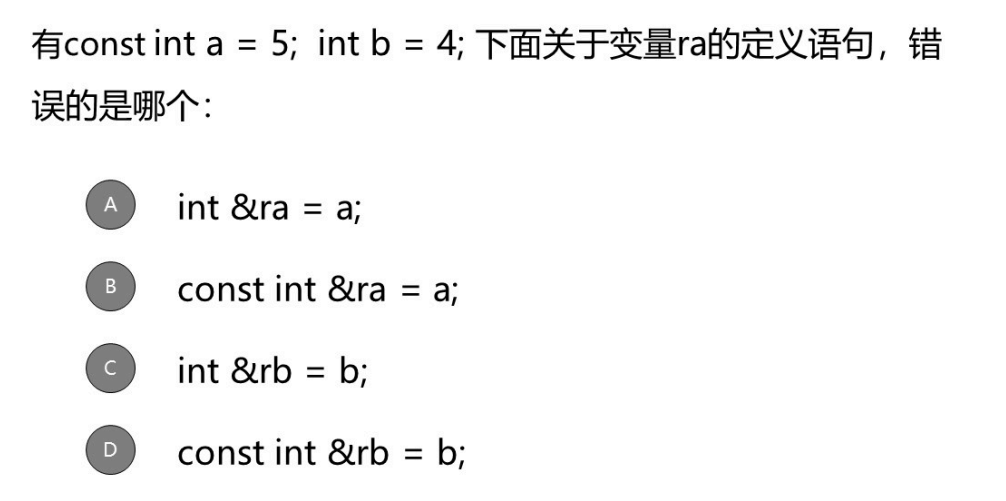 有const int a = 5;  int b = 4; 下面关于变量ra的定义语句，错
误的是哪个：
A int &ra = a;
B const int &ra = a;
C int &rb = b;
D const int &rb = b;